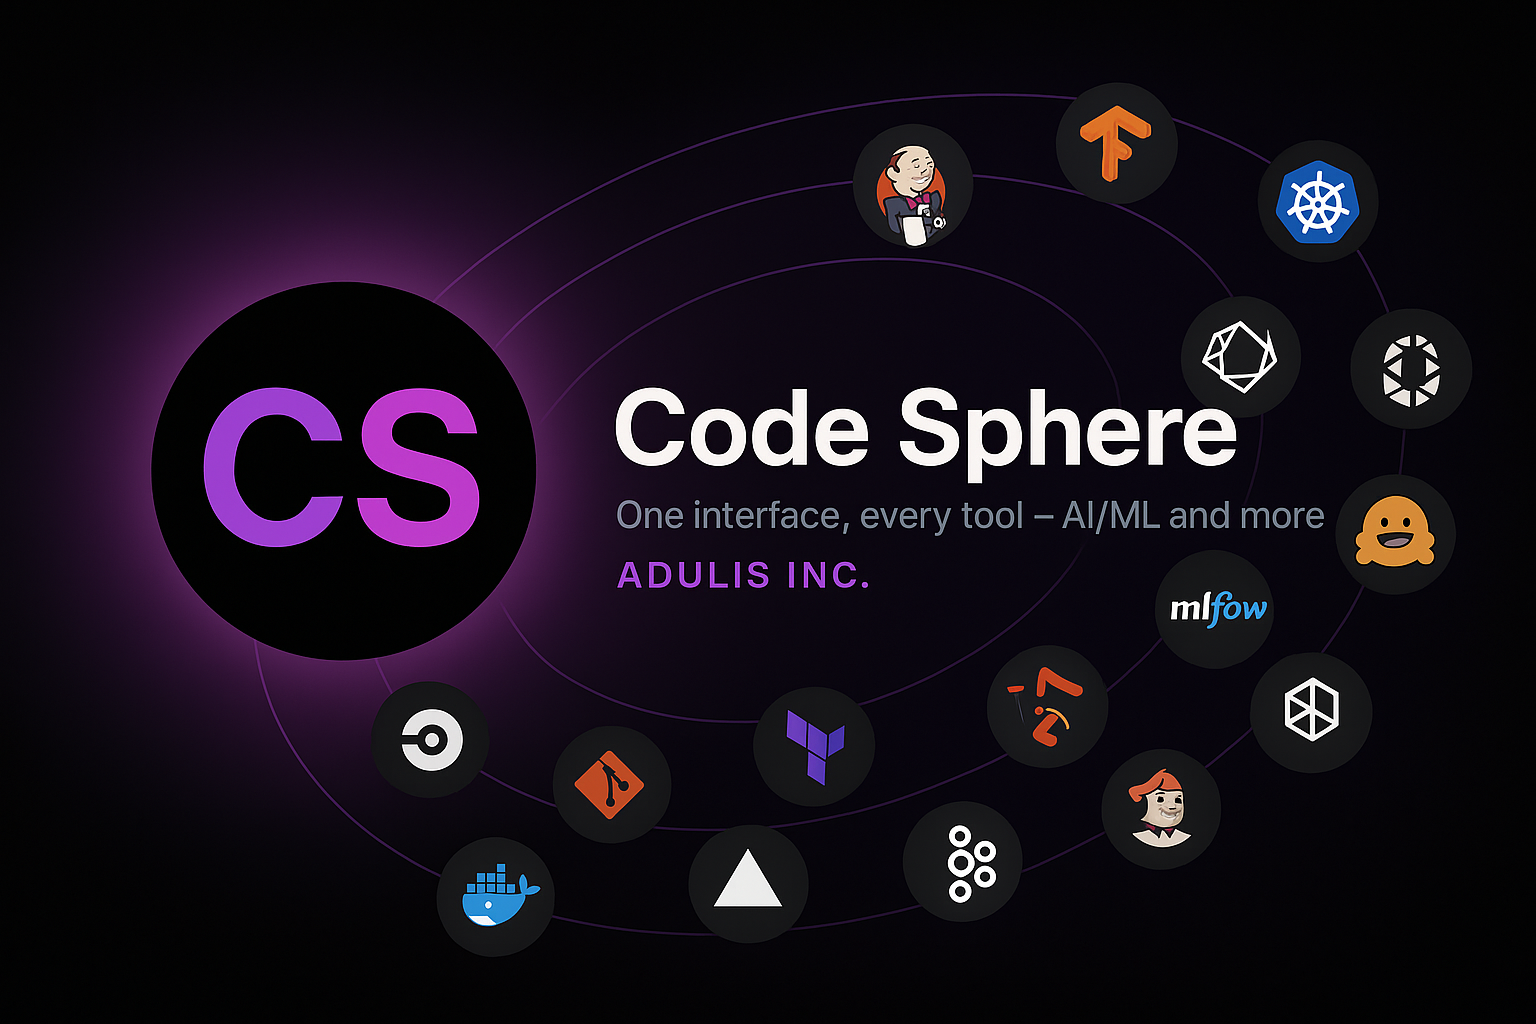 CS
Code Sphere
One interface, every tool – AI/ML and more
ADULIS INC.
mlfow